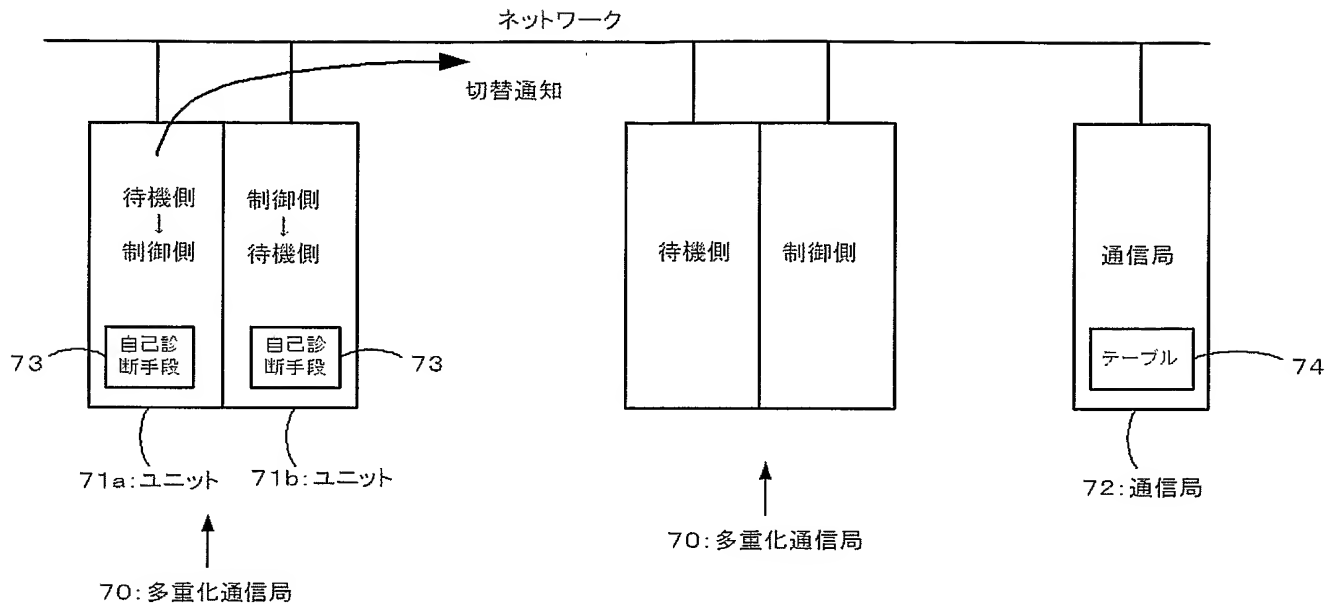 ネットワーク
切替通知
待機側
↓
制御側
制御側
↓
待機側
待機側
制御側
通信局
自己診
断手段
自己診
断手段
テーブル
73
73
74
71a:ユニット
71b:ユニット
72:通信局
70:多重化通信局
70:多重化通信局